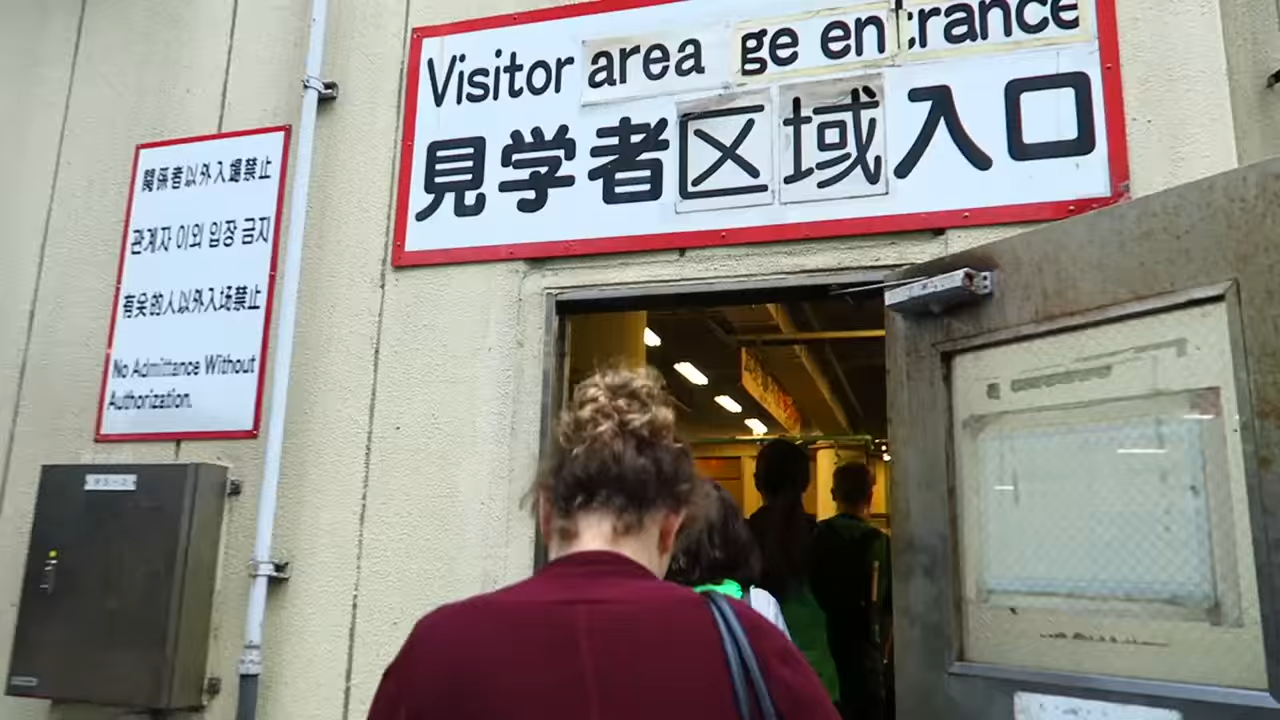 Visitor area ge entrance
見学者区域入口
関係者以外入場禁止
관계자 이외 입장 금지
有关的人以外入场禁止
No Admittance Without
Authorization.